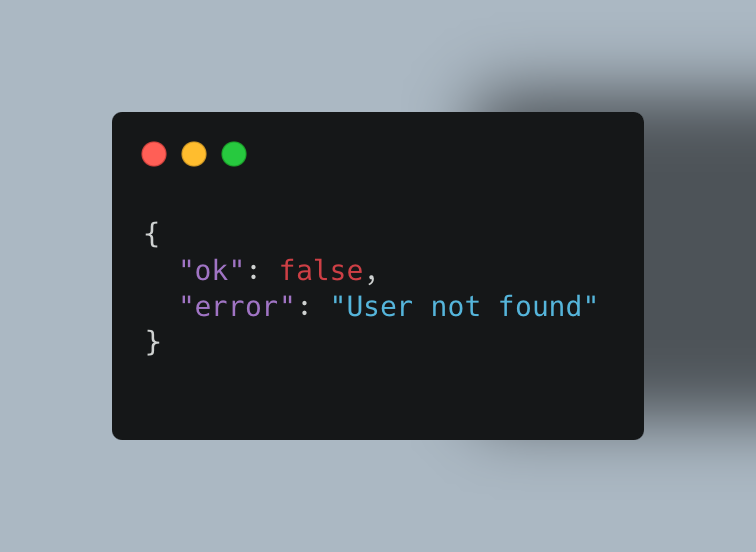 {
  "ok": false,
  "error": "User not found"
}